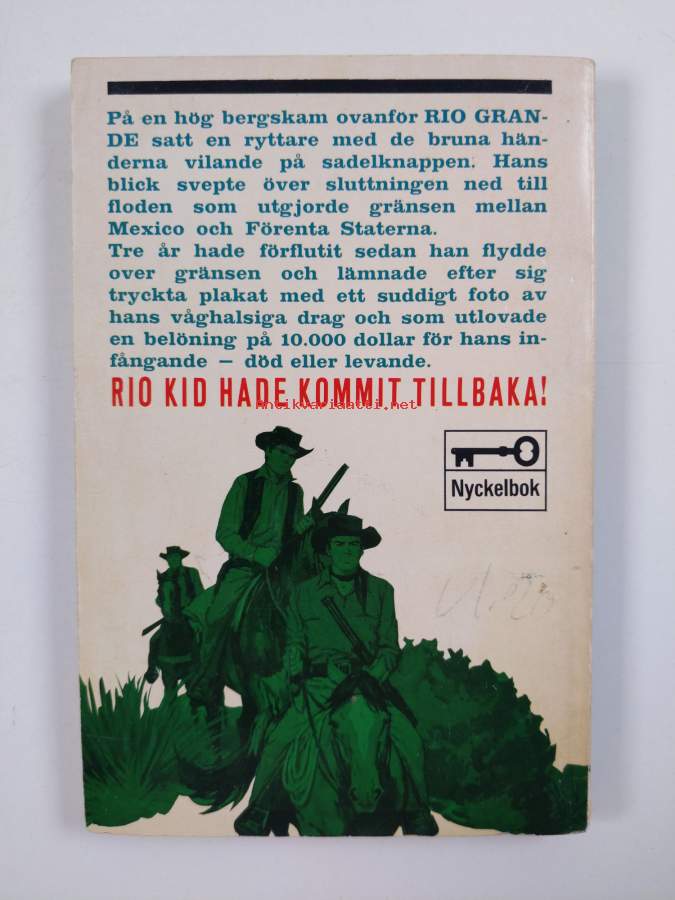 På en hög bergskam ovanför RIO GRAN-
DE satt en ryttare med de bruna hän-
derna vilande på sadelknappen. Hans
blick svepte över sluttningen ned till
floden som utgjorde gränsen mellan
Mexico och Förenta Staterna.
Tre år hade förflutit sedan han flydde
over gränsen och lämnade efter sig
tryckta plakat med ett suddigt foto av
hans våghalsiga drag och som utlovade
en belöning på 10.000 dollar för hans in-
fångande — död eller levande.
RIO KID HADE KOMMIT TILLBAKA!
Antikvariaatti.net
Nyckelbok